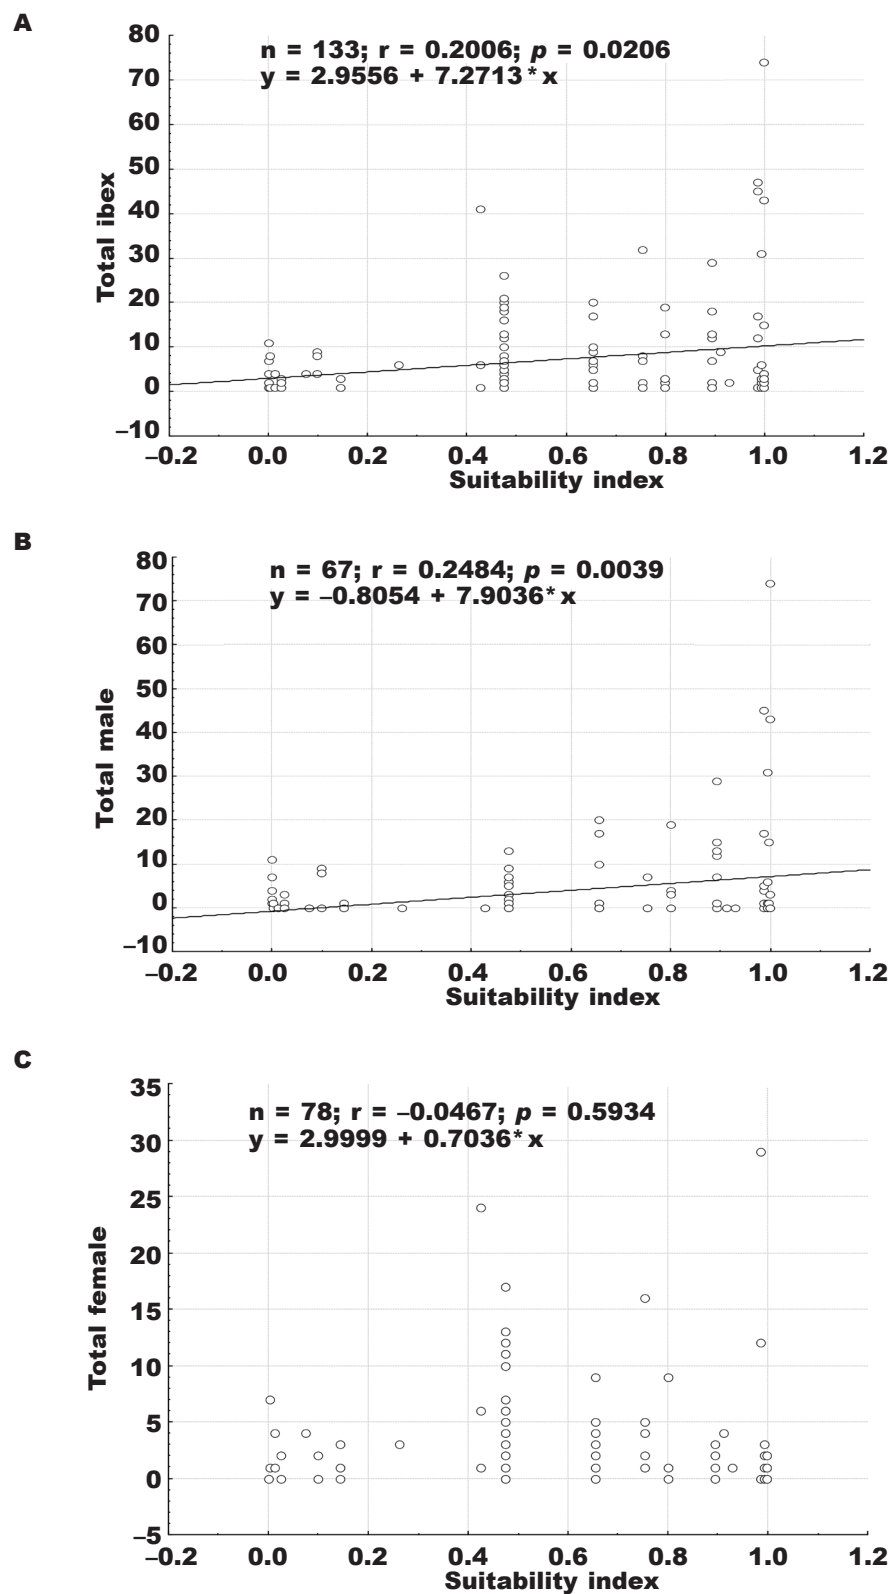 A
80
n = 133; r = 0.2006; p = 0.0206
y = 2.9556 + 7.2713*x
70
60
50
40
30
20
10
0
–10
Total ibex
–0.2 0.0 0.2 0.4 0.6 0.8 1.0 1.2
Suitability index
B
80
n = 67; r = 0.2484; p = 0.0039
y = –0.8054 + 7.9036*x
70
60
50
40
30
20
10
0
–10
Total male
–0.2 0.0 0.2 0.4 0.6 0.8 1.0 1.2
Suitability index
C
35
n = 78; r = –0.0467; p = 0.5934
y = 2.9999 + 0.7036*x
30
25
20
15
10
5
0
–5
Total female
–0.2 0.0 0.2 0.4 0.6 0.8 1.0 1.2
Suitability index